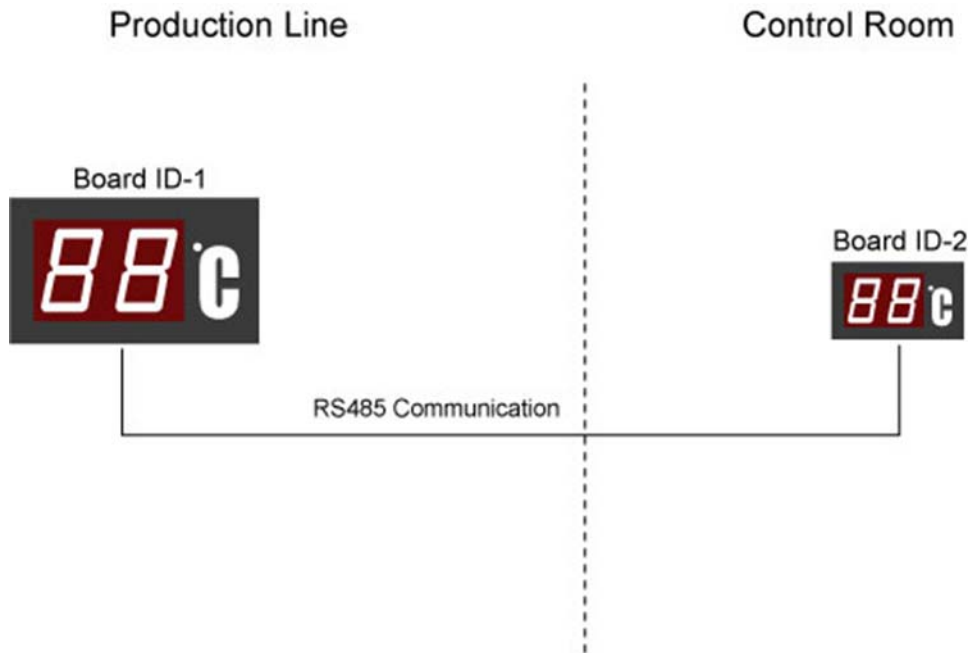 Production Line
Control Room
Board ID-1
88°C
Board ID-2
88°C
RS485 Communication